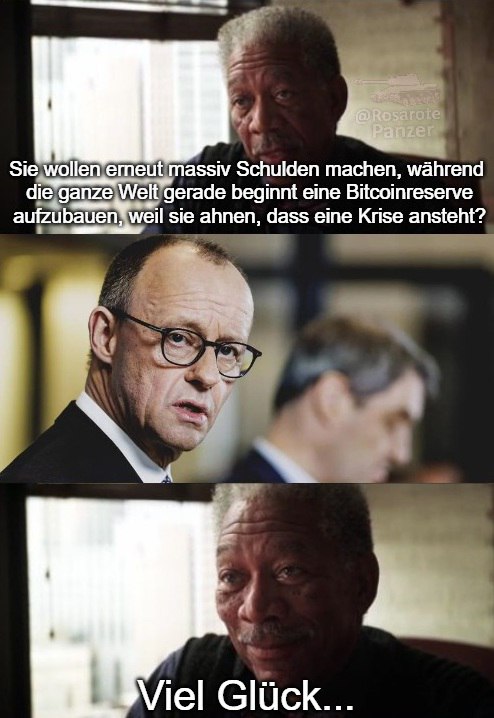 @Rosarote
Panzer
Sie wollen erneut massiv Schulden machen, während
die ganze Welt gerade beginnt eine Bitcoinreserve
aufzubauen, weil sie ahnen, dass eine Krise ansteht?
Viel Glück...